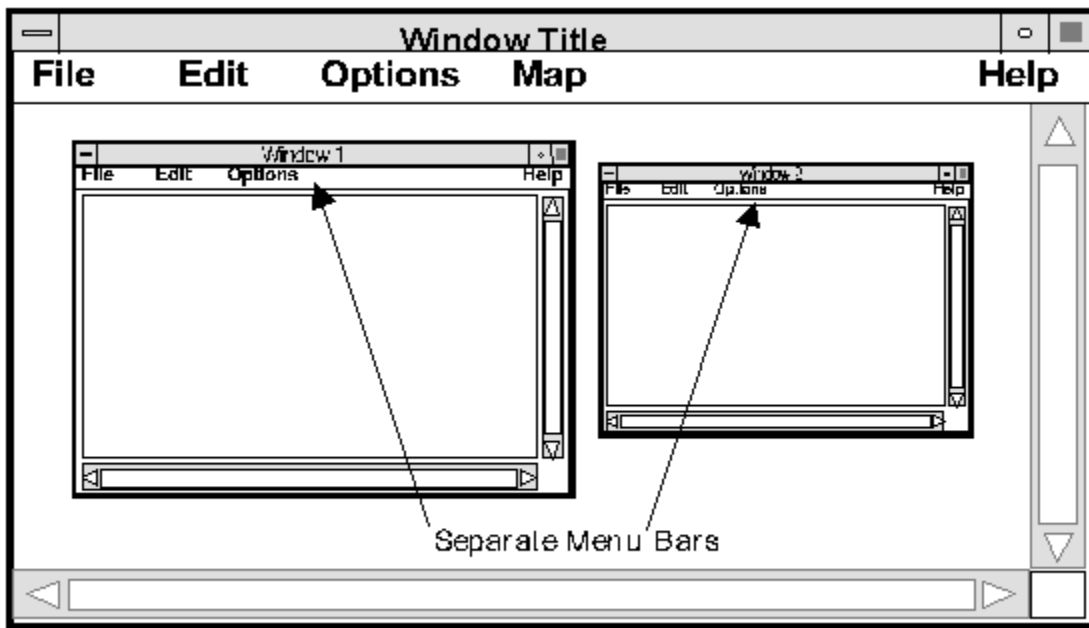 Window Title
File Edit Options Map Help
Window 1
File Edit Options Help
Window 2
File Edit Options Help
Separate Menu Bars